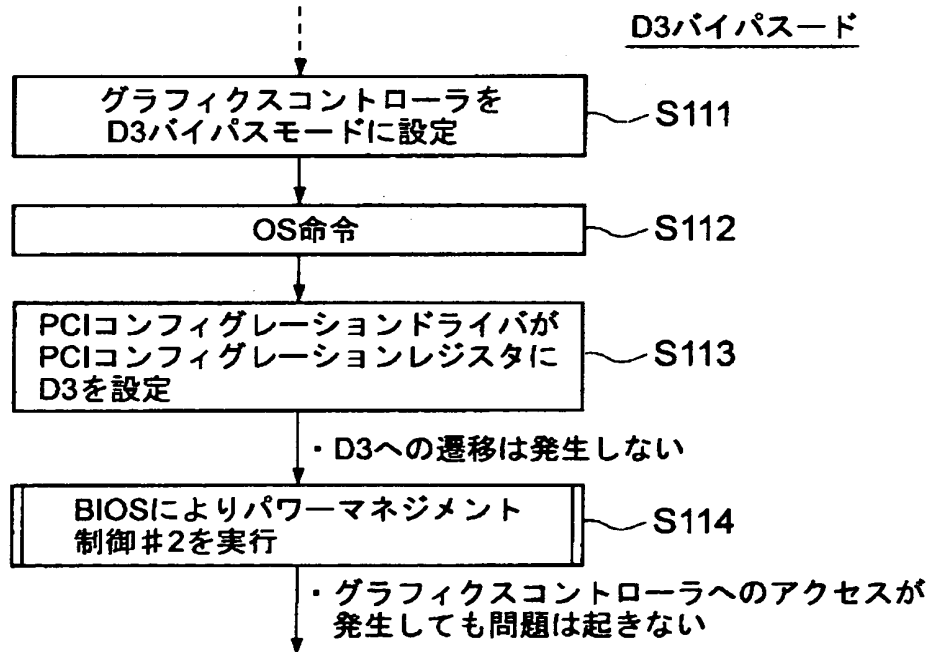 D3バイパスード
グラフィクスコントローラを
D3バイパスモードに設定
S111
OS命令
S112
PCIコンフィグレーションドライバが
PCIコンフィグレーションレジスタに
D3を設定
S113
・D3への遷移は発生しない
BIOSによりパワーマネジメント
制御＃2を実行
S114
・グラフィクスコントローラへのアクセスが
発生しても問題は起きない